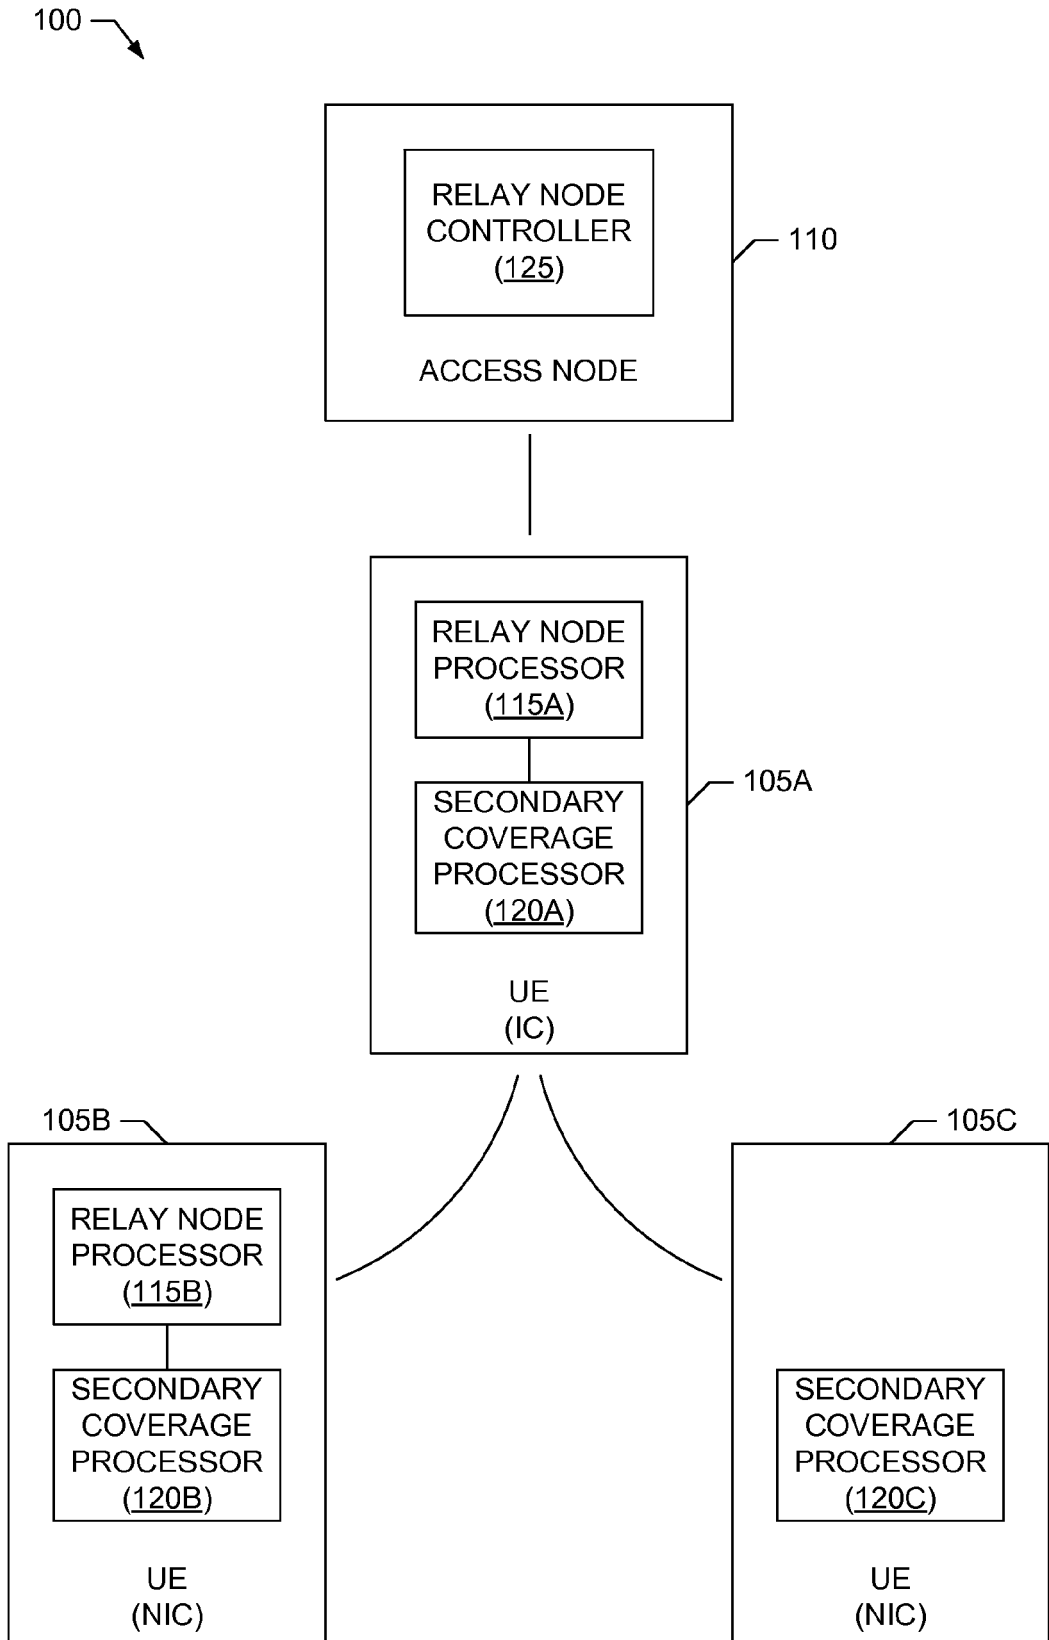 100
RELAY NODE
CONTROLLER
(125)
110
ACCESS NODE
RELAY NODE
PROCESSOR
(115A)
105A
SECONDARY
COVERAGE
PROCESSOR
(120A)
UE
(IC)
105B
RELAY NODE
PROCESSOR
(115B)
SECONDARY
COVERAGE
PROCESSOR
(120B)
UE
(NIC)
105C
SECONDARY
COVERAGE
PROCESSOR
(120C)
UE
(NIC)